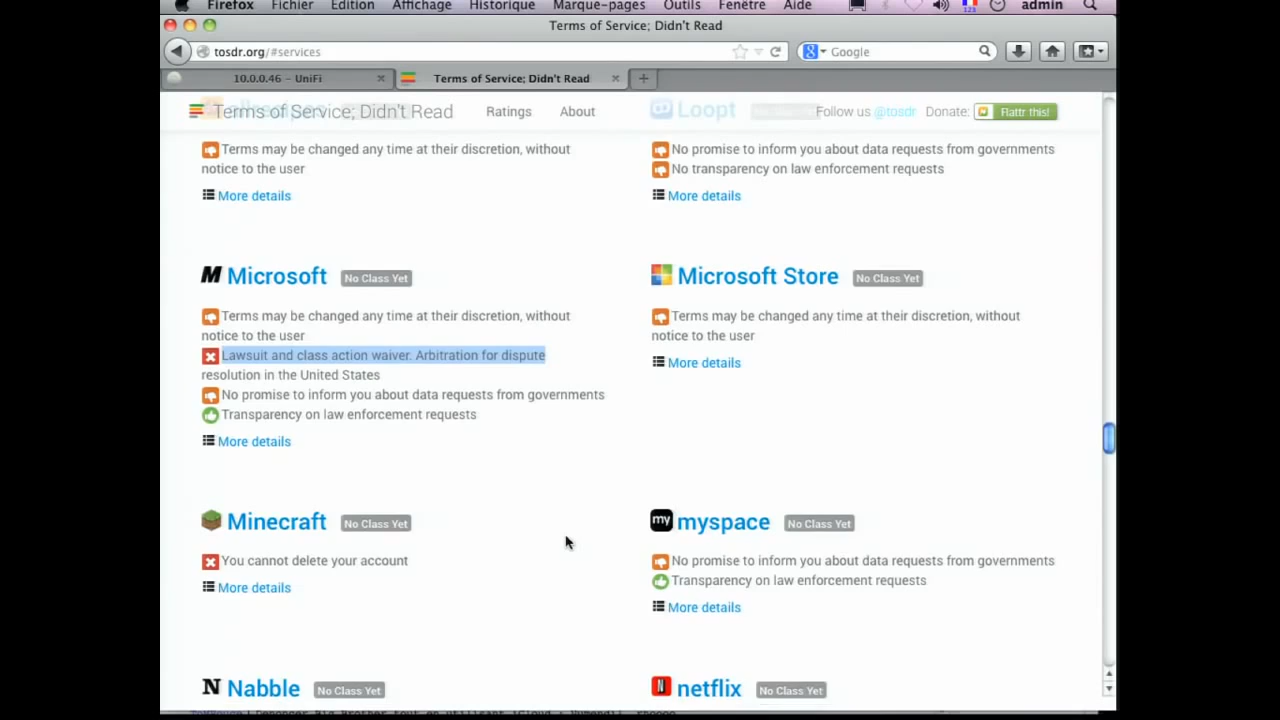 Firefox Fichier Edition Affichage Historique Marque-pages Outils Fenêtre Aide admin
Terms of Service; Didn't Read
tosdr.org/#services
Google
10.0.0.46 - UniFi
Terms of Service; Didn't Read
Terms of Service; Didn't Read
Ratings
About
Loopt
Follow us @tosdr
Donate:
Flattr this!
Terms may be changed any time at their discretion, without
notice to the user
More details
No promise to inform you about data requests from governments
No transparency on law enforcement requests
More details
Microsoft
No Class Yet
Terms may be changed any time at their discretion, without
notice to the user
Lawsuit and class action waiver. Arbitration for dispute
resolution in the United States
No promise to inform you about data requests from governments
Transparency on law enforcement requests
More details
Microsoft Store
No Class Yet
Terms may be changed any time at their discretion, without
notice to the user
More details
Minecraft
No Class Yet
You cannot delete your account
More details
my
myspace
No Class Yet
No promise to inform you about data requests from governments
Transparency on law enforcement requests
More details
N
Nabble
No Class Yet
N
netflix
No Class Yet